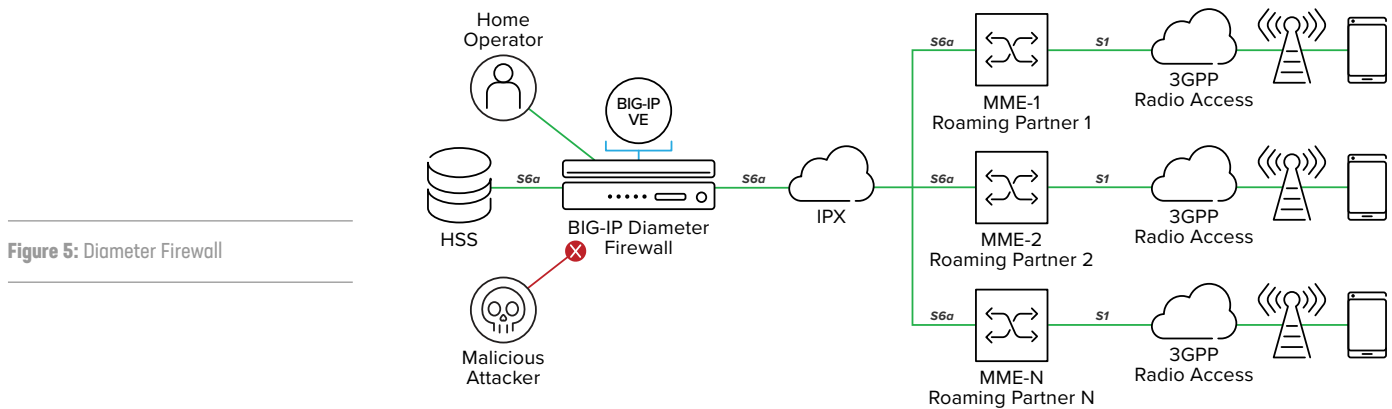 Figure 5: Diameter Firewall
Home
Operator
BIG-IP
VE
HSS
S6a
BIG-IP Diameter
Firewall
X
Malicious
Attacker
S6a
IPX
S6a
MME-1
Roaming Partner 1
S1
3GPP
Radio Access
S6a
MME-2
Roaming Partner 2
S1
3GPP
Radio Access
S6a
MME-N
Roaming Partner N
S1
3GPP
Radio Access